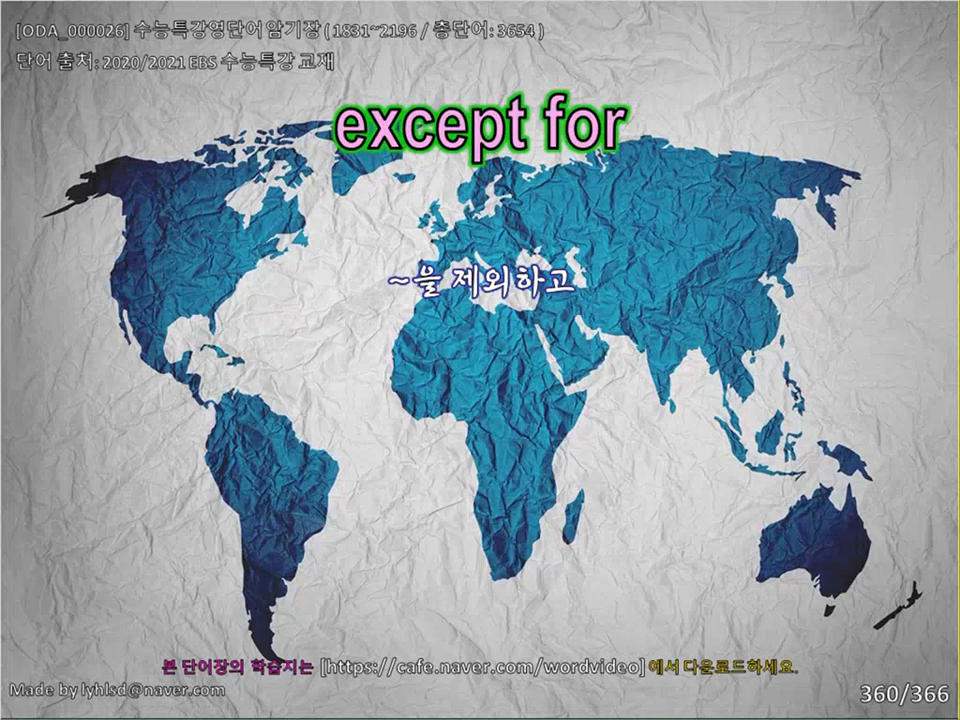 [ODA_000026] 수능특강영단어 암기장 ( 1831~2196 / 총단어: 3654 )
단어 출처: 2020/2021 EBS 수능특강 교재
except for
~을 제외하고
본 단어장의 학습지는 [https://cafe.naver.com/wordvideo] 에서 다운로드하세요.
Made by lyhlsd@naver.com
360/366